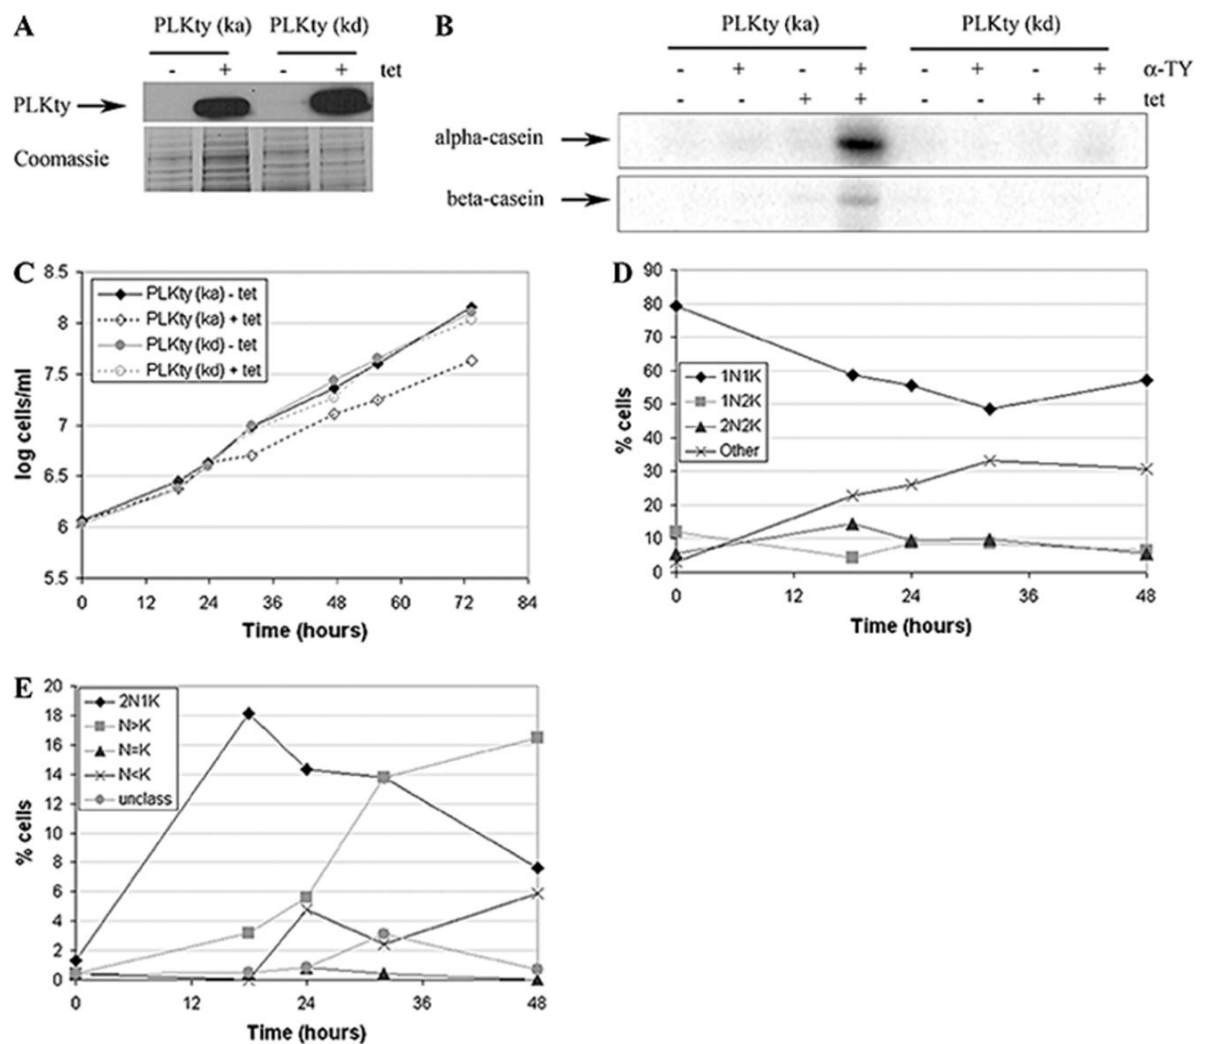 A PLKty (ka) PLKty (kd)
- + - + tet
PLKty
Coomassie
B PLKty (ka) PLKty (kd)
- + - + - + - + α-TY
- - + + - - + + tet
alpha-casein
beta-casein
C
8.5
8
7.5
7
6.5
6
5.5
log cells/ml
PLKty (ka) - tet
PLKty (ka) + tet
PLKty (kd) - tet
PLKty (kd) + tet
0 12 24 36 48 60 72 84
Time (hours)
D
90
80
70
60
50
40
30
20
10
0
% cells
1N1K
1N2K
2N2K
Other
0 12 24 36 48
Time (hours)
E
20
18
16
14
12
10
8
6
4
2
0
% cells
2N1K
N>K
N=K
N<K
unclass
0 12 24 36 48
Time (hours)